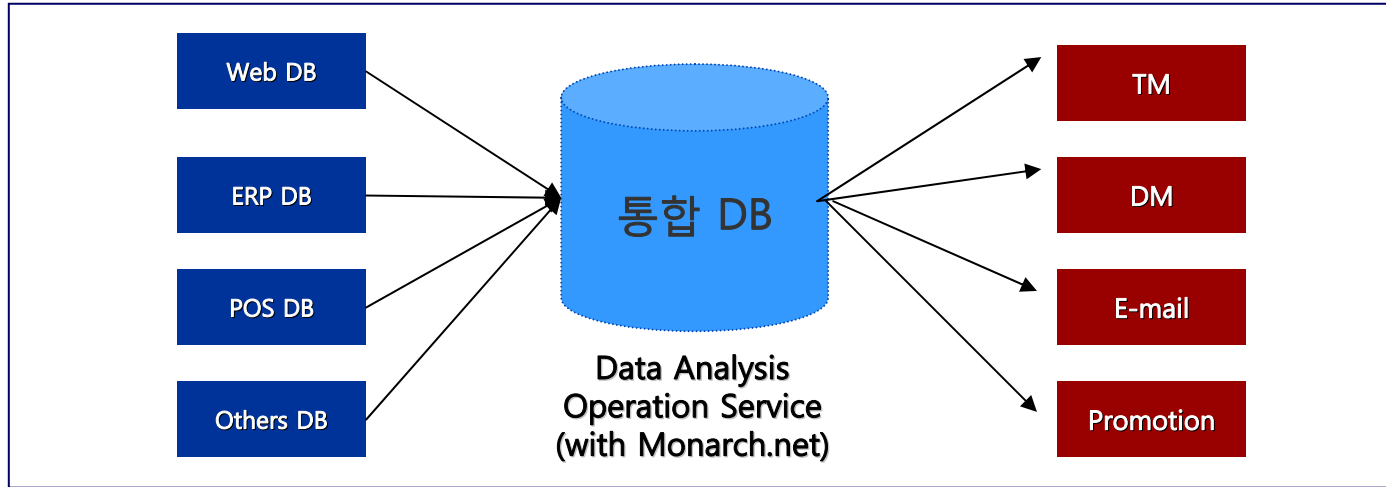 Web DB
ERP DB
POS DB
Others DB
통합 DB
Data Analysis
Operation Service
(with Monarch.net)
TM
DM
E-mail
Promotion